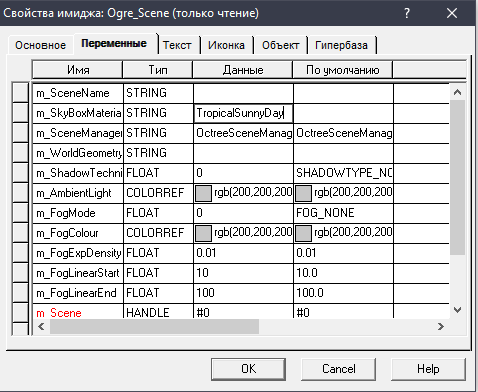 Свойства имиджа: Ogre_Scene (только чтение) ? ×
Основное Переменные Текст Иконка Объект Гипербаза
Имя Тип Данные По умолчанию
m_SceneName STRING
m_SkyBoxMateria STRING TropicalSunnyDay
m_SceneManager STRING OctreeSceneManag OctreeSceneManag
m_WorldGeometry STRING
m_ShadowTechni FLOAT 0 SHADOWTYPE_NO
m_AmbientLight COLORREF rgb(200,200,200 rgb(200,200,200
m_FogMode FLOAT 0 FOG_NONE
m_FogColour COLORREF rgb(200,200,200 rgb(200,200,200
m_FogExpDensity FLOAT 0.01 0.01
m_FogLinearStart FLOAT 10 10.0
m_FogLinearEnd FLOAT 100 100.0
m_Scene HANDLE #0 #0
OK Cancel Help